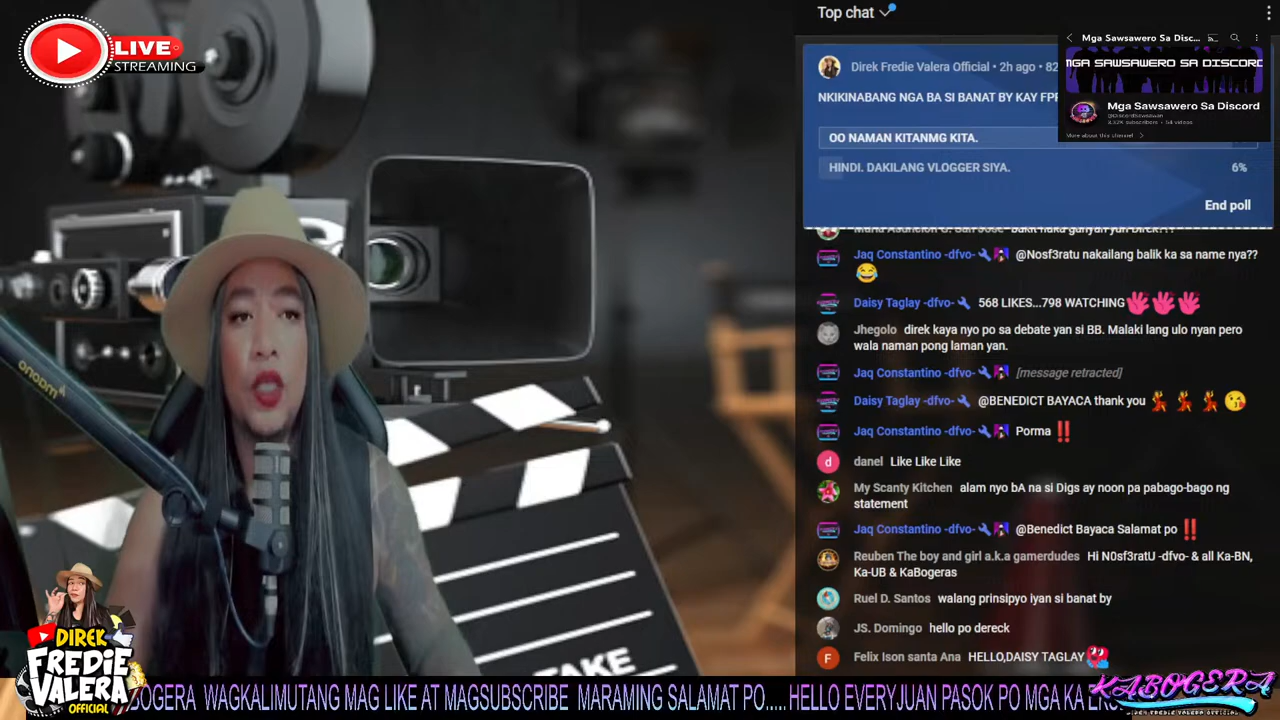 LIVE
STREAMING
Top chat
Mga Sawsawero Sa Disc...
MGA SAWSAWERO SA DISCORD
Mga Sawsawero Sa Discord
More about this channel
Direk Fredie Valera Official • 2h ago • 82
NKIKINABANG NGA BA SI BANAT BY KAY FPR
OO NAMAN KITANMG KITA.
HINDI. DAKILANG VLOGGER SIYA. 6%
End poll
Jaq Constantino -dfvo- @Nosf3ratu nakailang balik ka sa name nya??
😂
Daisy Taglay -dfvo- 568 LIKES...798 WATCHING
Jhegolo direk kaya nyo po sa debate yan si BB. Malaki lang ulo nyan pero
wala naman pong laman yan.
Jaq Constantino -dfvo- [message retracted]
Daisy Taglay -dfvo- @BENEDICT BAYACA thank you 💃 💃 💃 😘
Jaq Constantino -dfvo- Porma ‼️
d
danel Like Like Like
My Scanty Kitchen alam nyo bA na si Digs ay noon pa pabago-bago ng
statement
Jaq Constantino -dfvo- @Benedict Bayaca Salamat po ‼️
Reuben The boy and girl a.k.a gamerdudes Hi N0sf3ratU -dfvo- & all Ka-BN,
Ka-UB & KaBogeras
Ruel D. Santos walang prinsipyo iyan si banat by
JS. Domingo hello po dereck
F
Felix Ison santa Ana HELLO,DAISY TAGLAY
maono
TAKE
DIREK
FREDIE
VALERA
OFFICIAL
BOGERA WAGKALIMUTANG MAG LIKE AT MAGSUBSCRIBE MARAMING SALAMAT PO.....HELLO EVERYJUAN PASOK PO MGA KA
KABOGERA